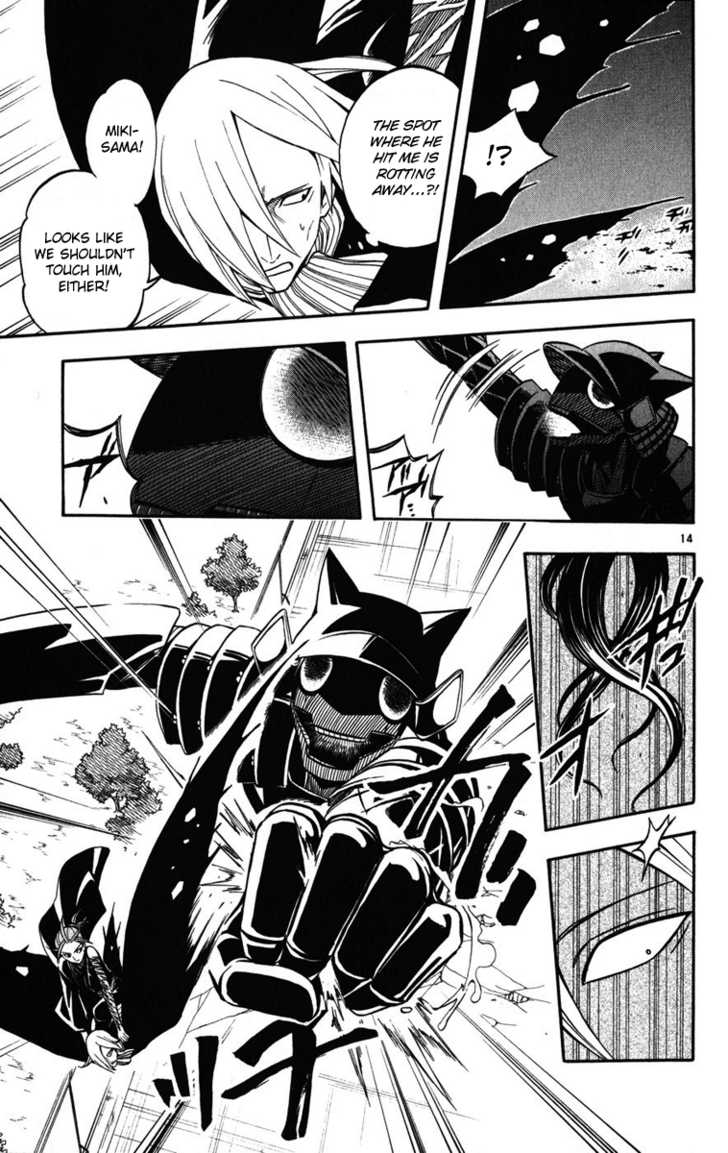 !?
THE SPOT
WHERE HE
HIT ME IS
ROTTING
AWAY...?!
MIKI-
SAMA!
LOOKS LIKE
WE SHOULDN'T
TOUCH HIM,
EITHER!
14